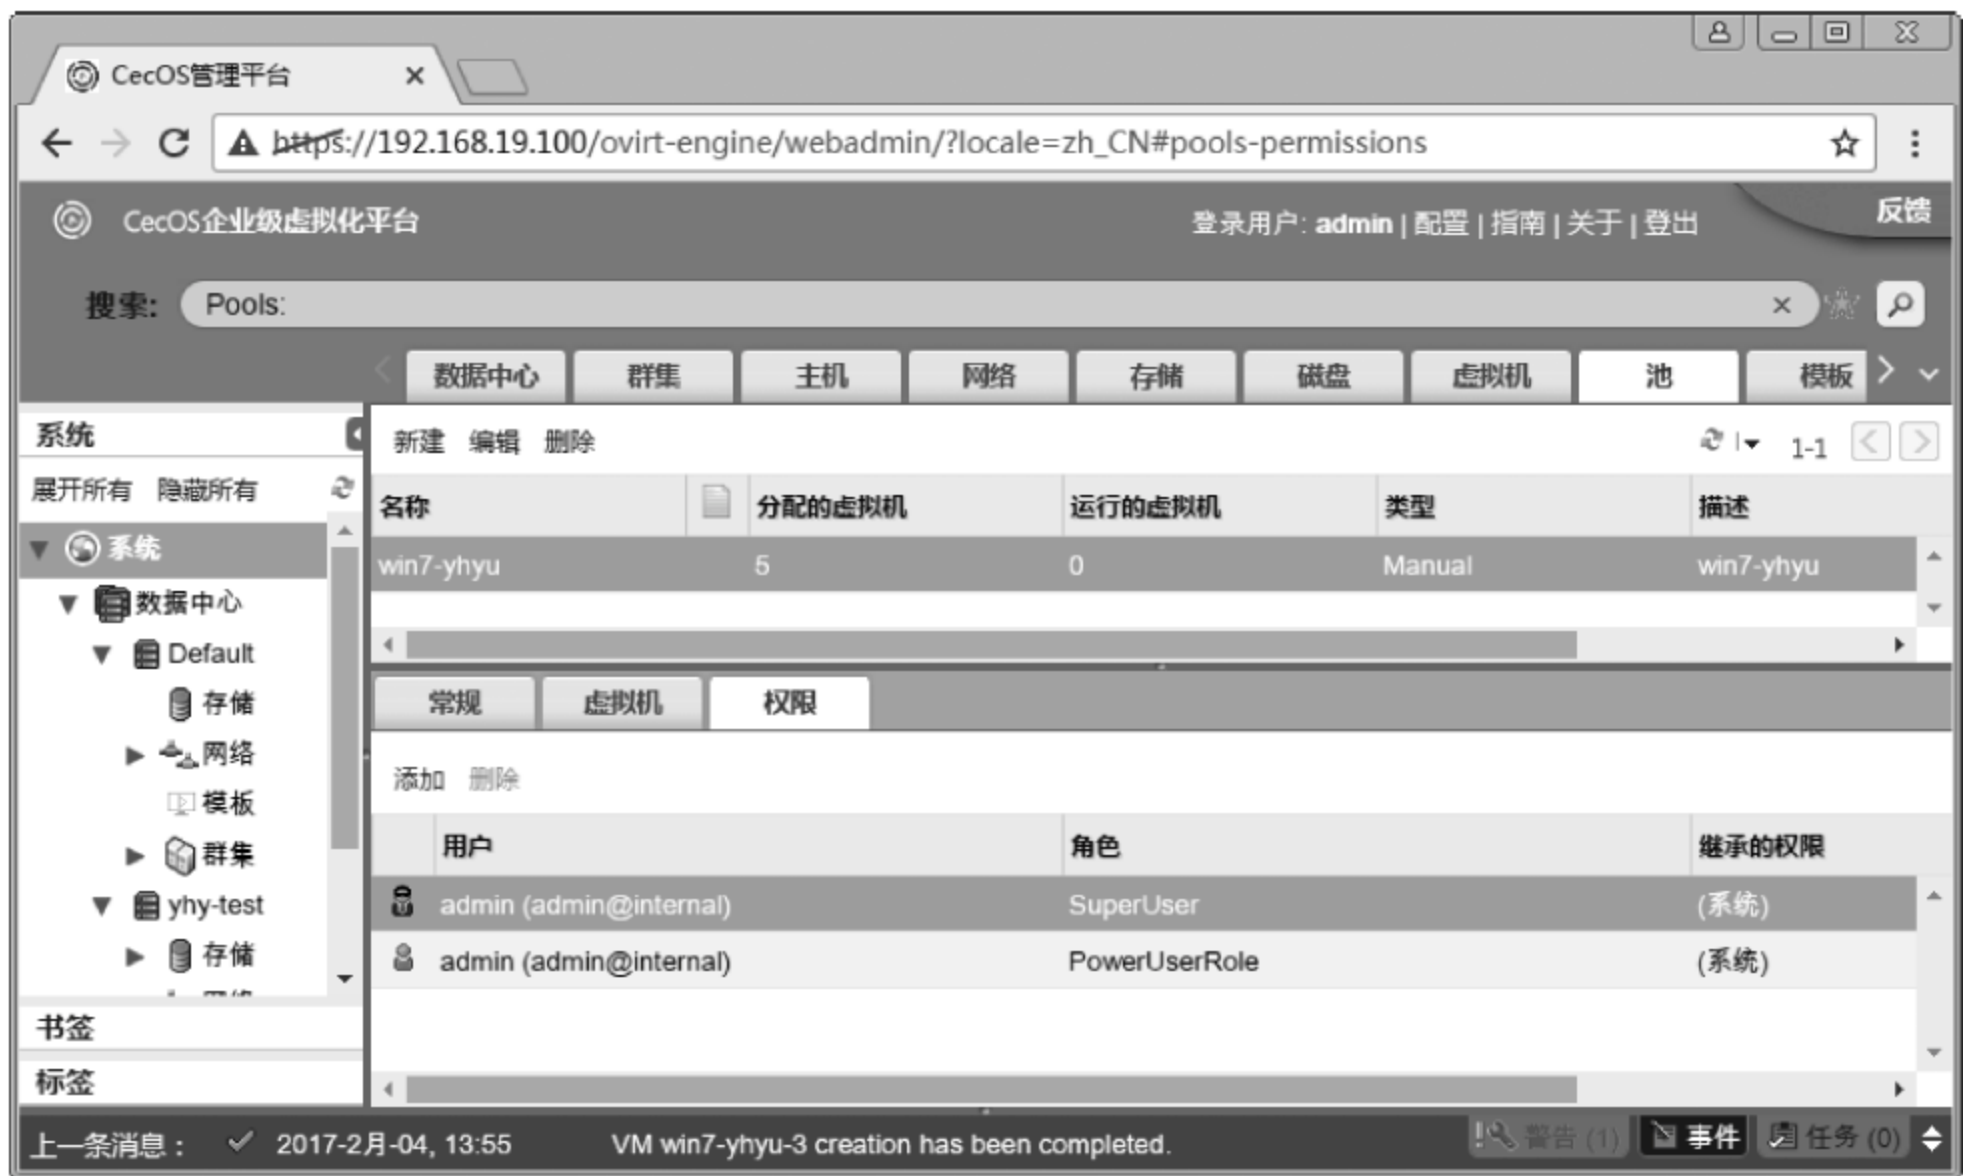 CecOS管理平台
https://192.168.19.100/ovirt-engine/webadmin/?locale=zh_CN#pools-permissions
CecOS企业级虚拟化平台
登录用户: admin | 配置 | 指南 | 关于 | 登出
反馈
搜索: Pools:
数据中心 群集 主机 网络 存储 磁盘 虚拟机 池 模板
系统
新建 编辑 删除
1-1
展开所有 隐藏所有
名称 分配的虚拟机 运行的虚拟机 类型 描述
win7-yhyu 5 0 Manual win7-yhyu
系统
数据中心
Default
存储
网络
模板
群集
yhy-test
存储
网络
书签
标签
常规 虚拟机 权限
添加 删除
用户 角色 继承的权限
admin (admin@internal) SuperUser (系统)
admin (admin@internal) PowerUserRole (系统)
上一条消息： 2017-2月-04, 13:55 VM win7-yhyu-3 creation has been completed.
警告 (1) 事件 任务 (0)